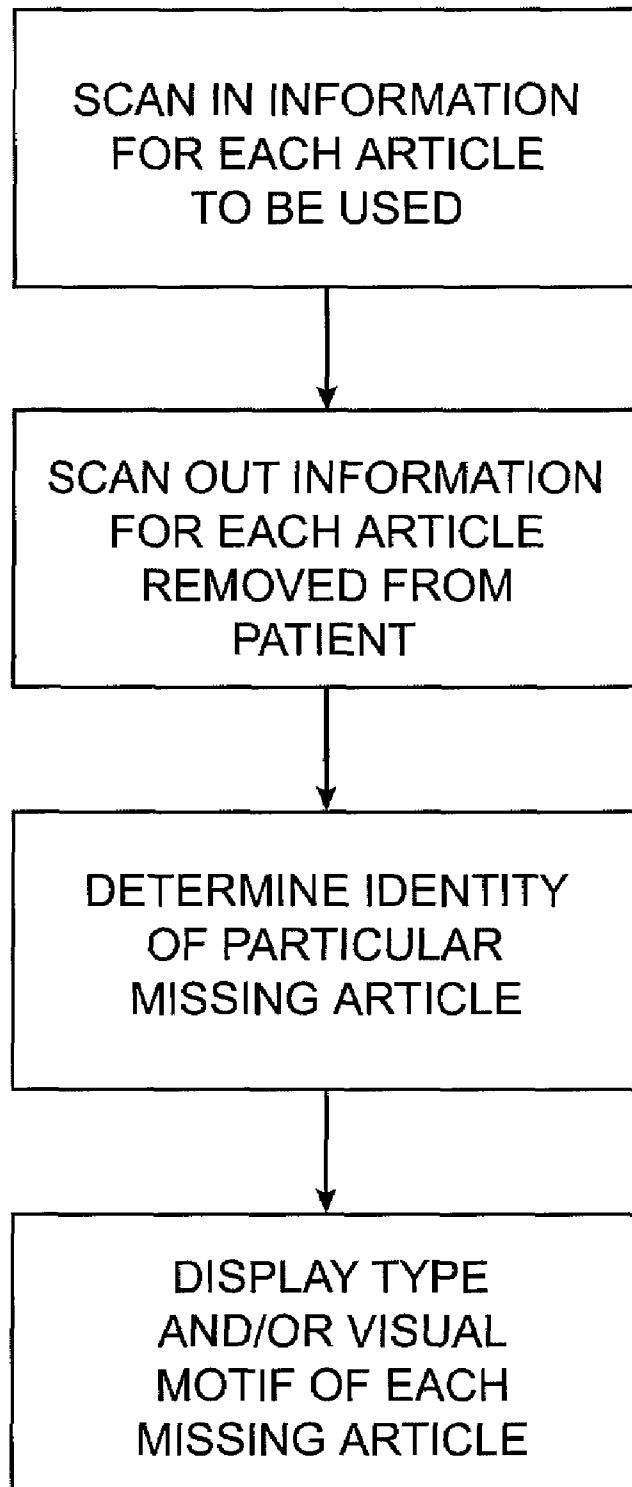 SCAN IN INFORMATION
FOR EACH ARTICLE
TO BE USED
SCAN OUT INFORMATION
FOR EACH ARTICLE
REMOVED FROM
PATIENT
DETERMINE IDENTITY
OF PARTICULAR
MISSING ARTICLE
DISPLAY TYPE
AND/OR VISUAL
MOTIF OF EACH
MISSING ARTICLE